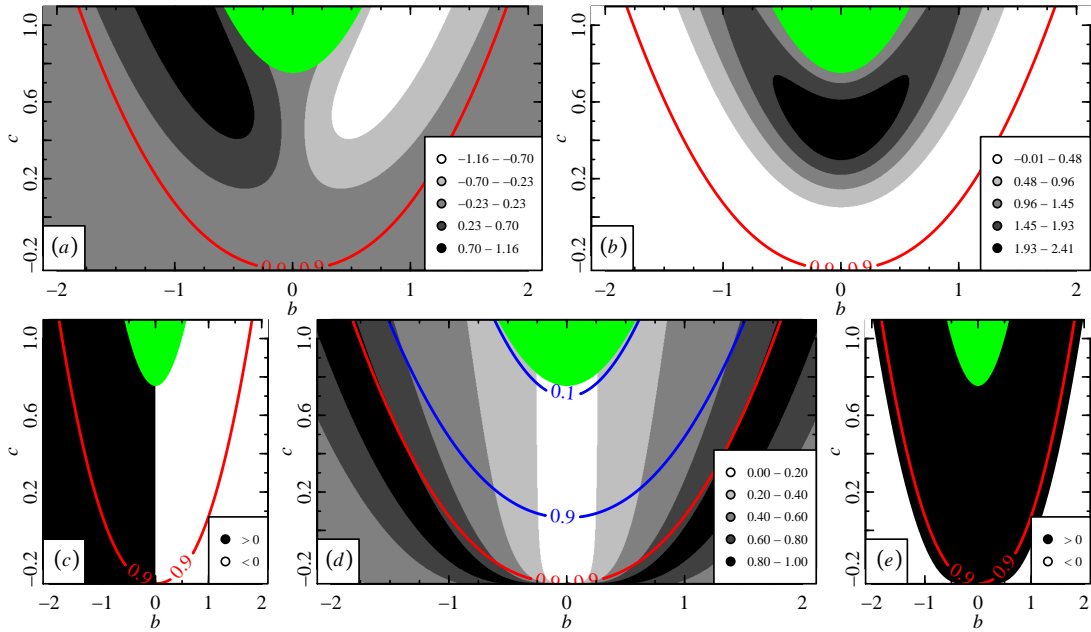 1.0
0.6
0.2
−0.2
c
(a)
−1.16 – −0.70
−0.70 – −0.23
−0.23 – 0.23
0.23 – 0.70
0.70 – 1.16
0.9 0.9
−2 −1 0 1 2
b
1.0
0.6
0.2
−0.2
c
(b)
−0.01 – 0.48
0.48 – 0.96
0.96 – 1.45
1.45 – 1.93
1.93 – 2.41
0.9 0.9
−2 −1 0 1 2
b
1.0
0.6
0.2
−0.2
c
(c)
> 0
< 0
0.9 0.9
−2 −1 0 1 2
b
1.0
0.6
0.2
−0.2
c
(d)
0.1
0.9
0.00 – 0.20
0.20 – 0.40
0.40 – 0.60
0.60 – 0.80
0.80 – 1.00
0.9 0.9
−2 −1 0 1 2
b
1.0
0.6
0.2
−0.2
c
(e)
> 0
< 0
0.9 0.9
−2 −1 0 1 2
b